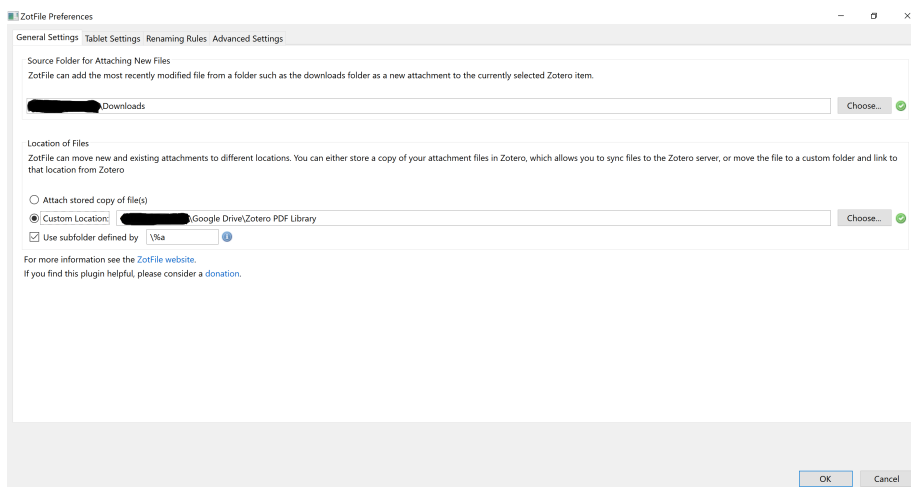 ZotFile Preferences
General Settings Tablet Settings Renaming Rules Advanced Settings
Source Folder for Attaching New Files
ZotFile can add the most recently modified file from a folder such as the downloads folder as a new attachment to the currently selected Zotero item.
\Downloads
Choose...
Location of Files
ZotFile can move new and existing attachments to different locations. You can either store a copy of your attachment files in Zotero, which allows you to sync files to the Zotero server, or move the file to a custom folder and link to
that location from Zotero
Attach stored copy of file(s)
Custom Location: \Google Drive\Zotero PDF Library
Choose...
Use subfolder defined by \%a
For more information see the ZotFile website.
If you find this plugin helpful, please consider a donation.
OK Cancel